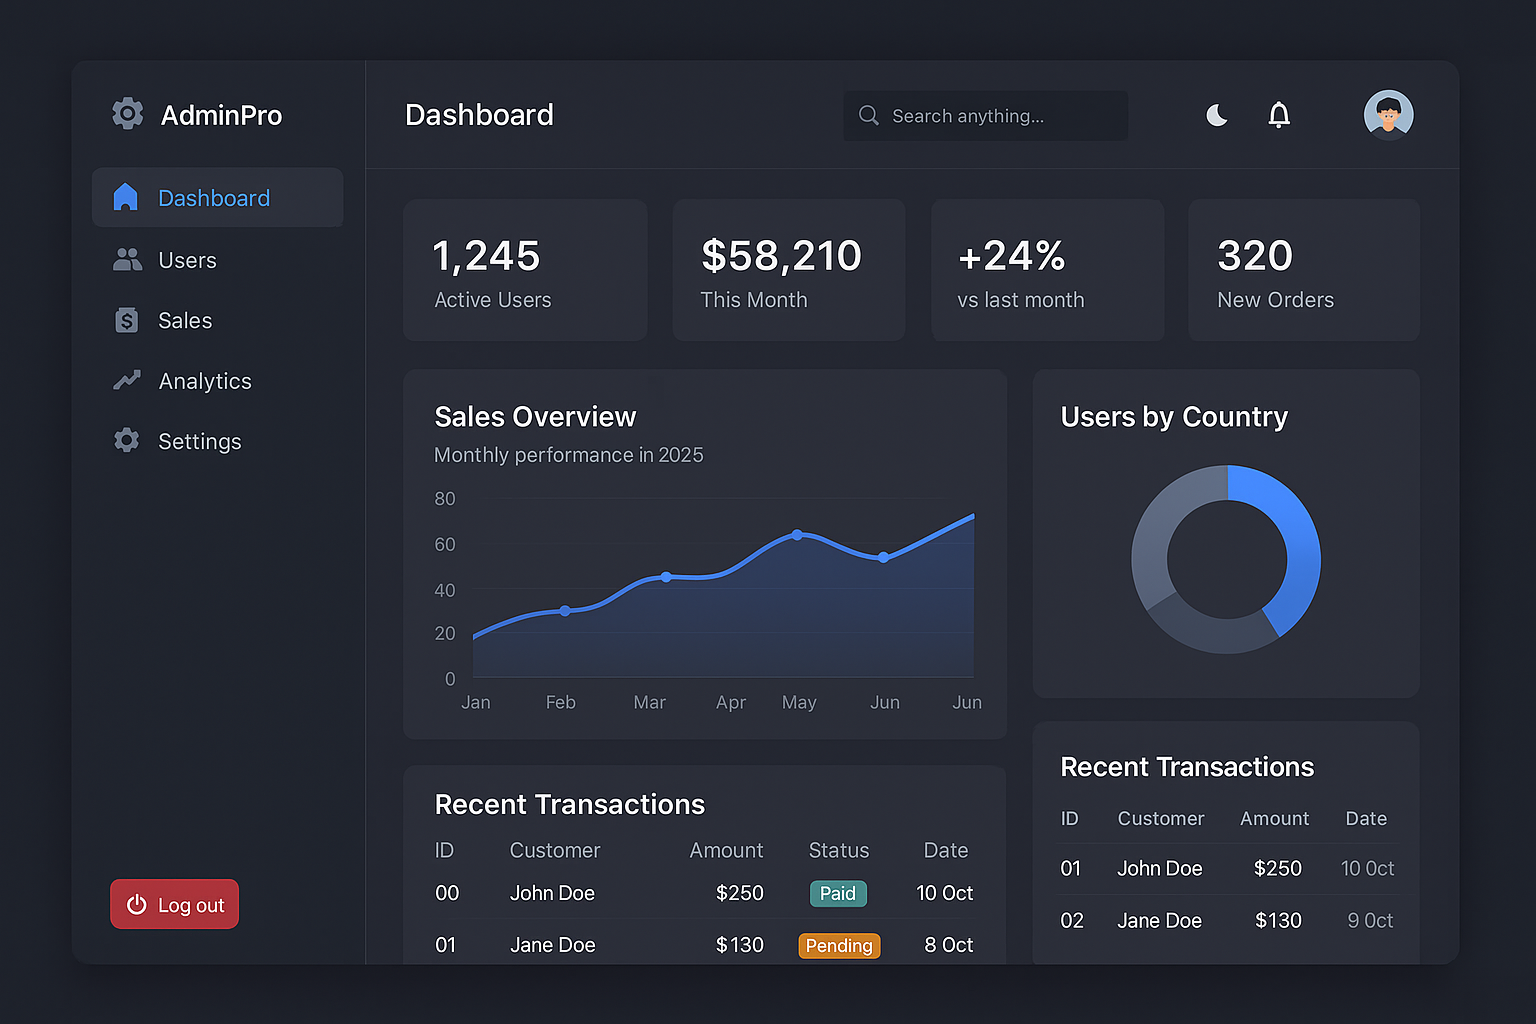 AdminPro
Dashboard
Users
Sales
Analytics
Settings
Log out
Dashboard
Search anything...
1,245
Active Users
$58,210
This Month
+24%
vs last month
320
New Orders
Sales Overview
Monthly performance in 2025
80
60
40
20
0
Jan Feb Mar Apr May Jun Jun
Users by Country
Recent Transactions
ID Customer Amount Status Date
00 John Doe $250 Paid 10 Oct
01 Jane Doe $130 Pending 8 Oct
Recent Transactions
ID Customer Amount Date
01 John Doe $250 10 Oct
02 Jane Doe $130 9 Oct